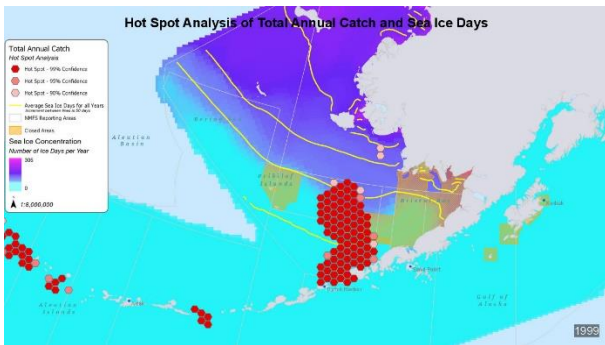 Hot Spot Analysis of Total Annual Catch and Sea Ice Days
Total Annual Catch
Hot Spot Analysis
Hot Spot - 99% Confidence
Hot Spot - 95% Confidence
Hot Spot - 90% Confidence
Average Sea Ice Days for all Years
NMFS Reporting Areas
Closed Areas
Sea Ice Concentration
Number of Ice Days per Year
306
0
1:6,000,000
Aleutian
Basin
Pribilof
Islands
Bristol Bay
Kodiak
Dutch Harbor
Sand Point
Gulf of
Alaska
Aleutian
Islands
1999